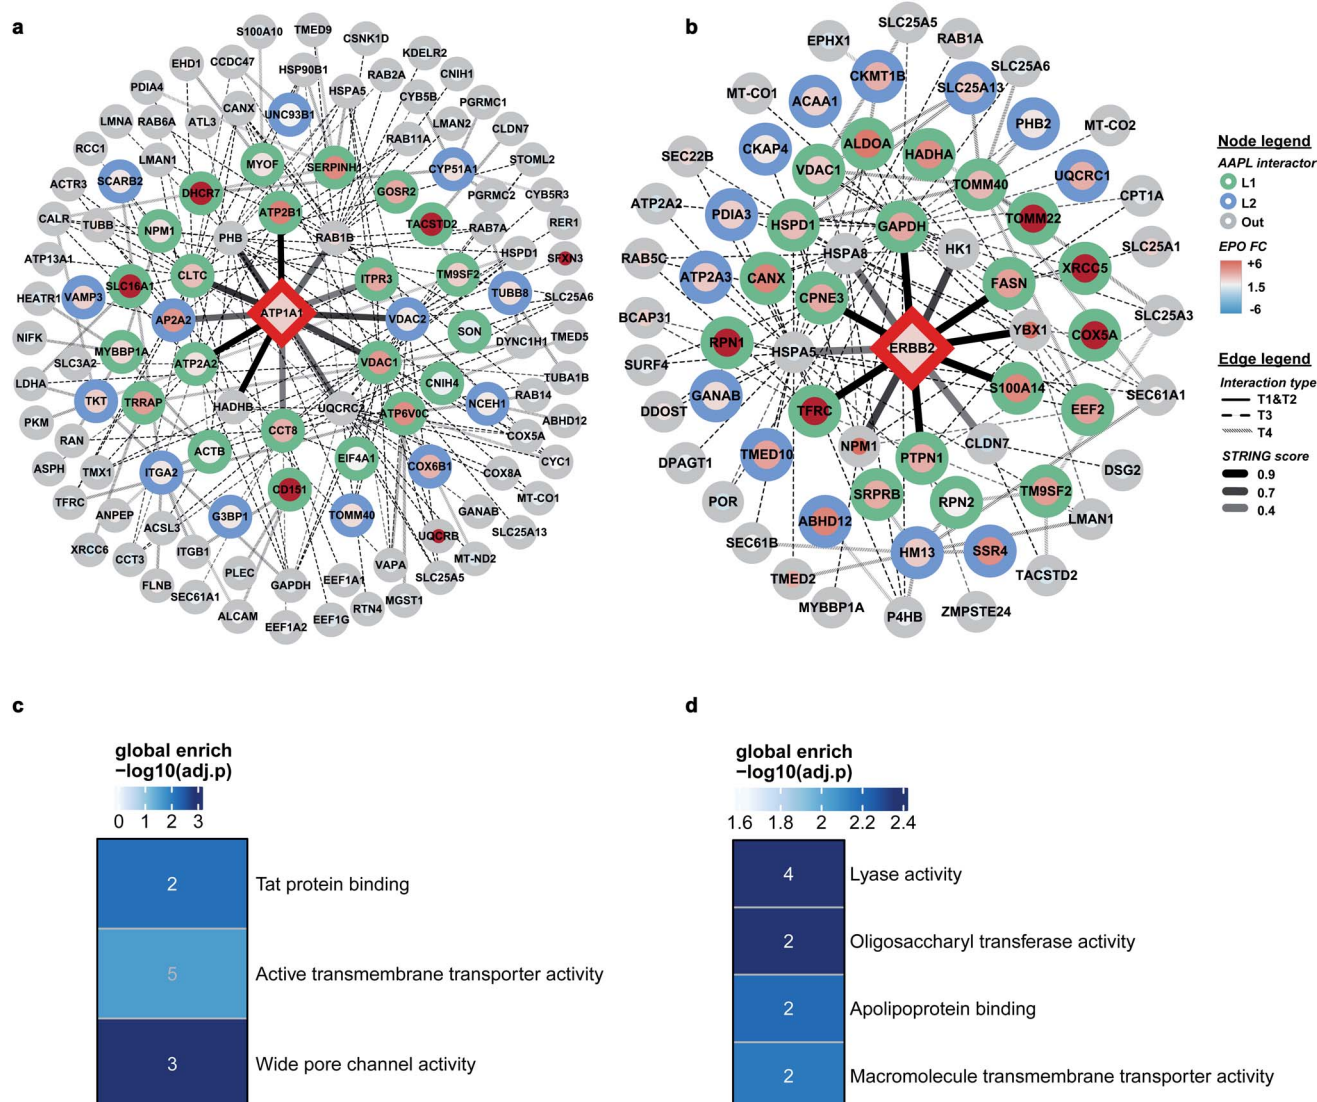 a
S100A10
TMED9
CSNK1D
KDELR2
EHD1
CCDC47
HSP90B1
RAB2A
CNIH1
PDIA4
HSPA5
CYB5B
PGRMC1
CANX
UNC93B1
LMNA
RAB6A
ATL3
RAB11A
LMAN2
CLDN7
RCC1
LMAN1
MYOF
SERPINH1
CYP51A1
STOML2
SCARB2
DHCR7
GOSR2
PGRMC2
CYB5R3
ACTR3
ATP2B1
TACSTD2
RER1
CALR
TUBB
NPM1
PHB
RAB1B
RAB7A
HSPD1
SFXN3
ATP13A1
CLTC
ITPR3
TM9SF2
SLC16A1
TUBB8
SLC25A6
HEATR1
VAMP3
ATP1A1
AP2A2
VDAC2
SON
NIFK
TMED5
DYNC1H1
MYBBP1A
SLC3A2
ATP2A2
VDAC1
TUBA1B
LDHA
CNIH4
RAB14
TKT
TRRAP
HADHB
UQCRC2
ATP6V0C
NCEH1
ABHD12
PKM
RAN
CCT8
COX5A
ACTB
EIF4A1
CYC1
ASPH
TMX1
ITGA2
COX6B1
COX8A
TFRC
CD151
MT-CO1
ANPEP
G3BP1
TOMM40
GANAB
ACSL3
SLC25A13
XRCC6
UQCRB
ITGB1
MT-ND2
CCT3
VAPA
PLEC
SLC25A5
FLNB
GAPDH
EEF1A1
SEC61A1
MGST1
RTN4
ALCAM
EEF1G
EEF1A2
b
SLC25A5
EPHX1
RAB1A
SLC25A6
CKMT1B
SLC25A13
MT-CO1
ACAA1
PHB2
MT-CO2
ALDOA
CKAP4
HADHA
SEC22B
VDAC1
TOMM40
UQCRC1
CPT1A
ATP2A2
PDIA3
HSPD1
GAPDH
TOMM22
SLC25A1
HSPA8
HK1
RAB5C
ATP2A3
CANX
XRCC5
FASN
CPNE3
SLC25A3
BCAP31
YBX1
COX5A
RPN1
HSPA5
ERBB2
SURF4
S100A14
SEC61A1
GANAB
EEF2
DDOST
TFRC
NPM1
CLDN7
TMED10
PTPN1
DPAGT1
DSG2
SRPRB
RPN2
TM9SF2
POR
ABHD12
LMAN1
SEC61B
HM13
SSR4
TMED2
TACSTD2
MYBBP1A
P4HB
ZMPSTE24
Node legend
AAPL interactor
L1
L2
Out
EPO FC
+6
1.5
-6
Edge legend
Interaction type
T1&T2
T3
T4
STRING score
0.9
0.7
0.4
c
global enrich
−log10(adj.p)
0 1 2 3
2 Tat protein binding
5 Active transmembrane transporter activity
3 Wide pore channel activity
d
global enrich
−log10(adj.p)
1.6 1.8 2 2.2 2.4
4 Lyase activity
2 Oligosaccharyl transferase activity
2 Apolipoprotein binding
2 Macromolecule transmembrane transporter activity